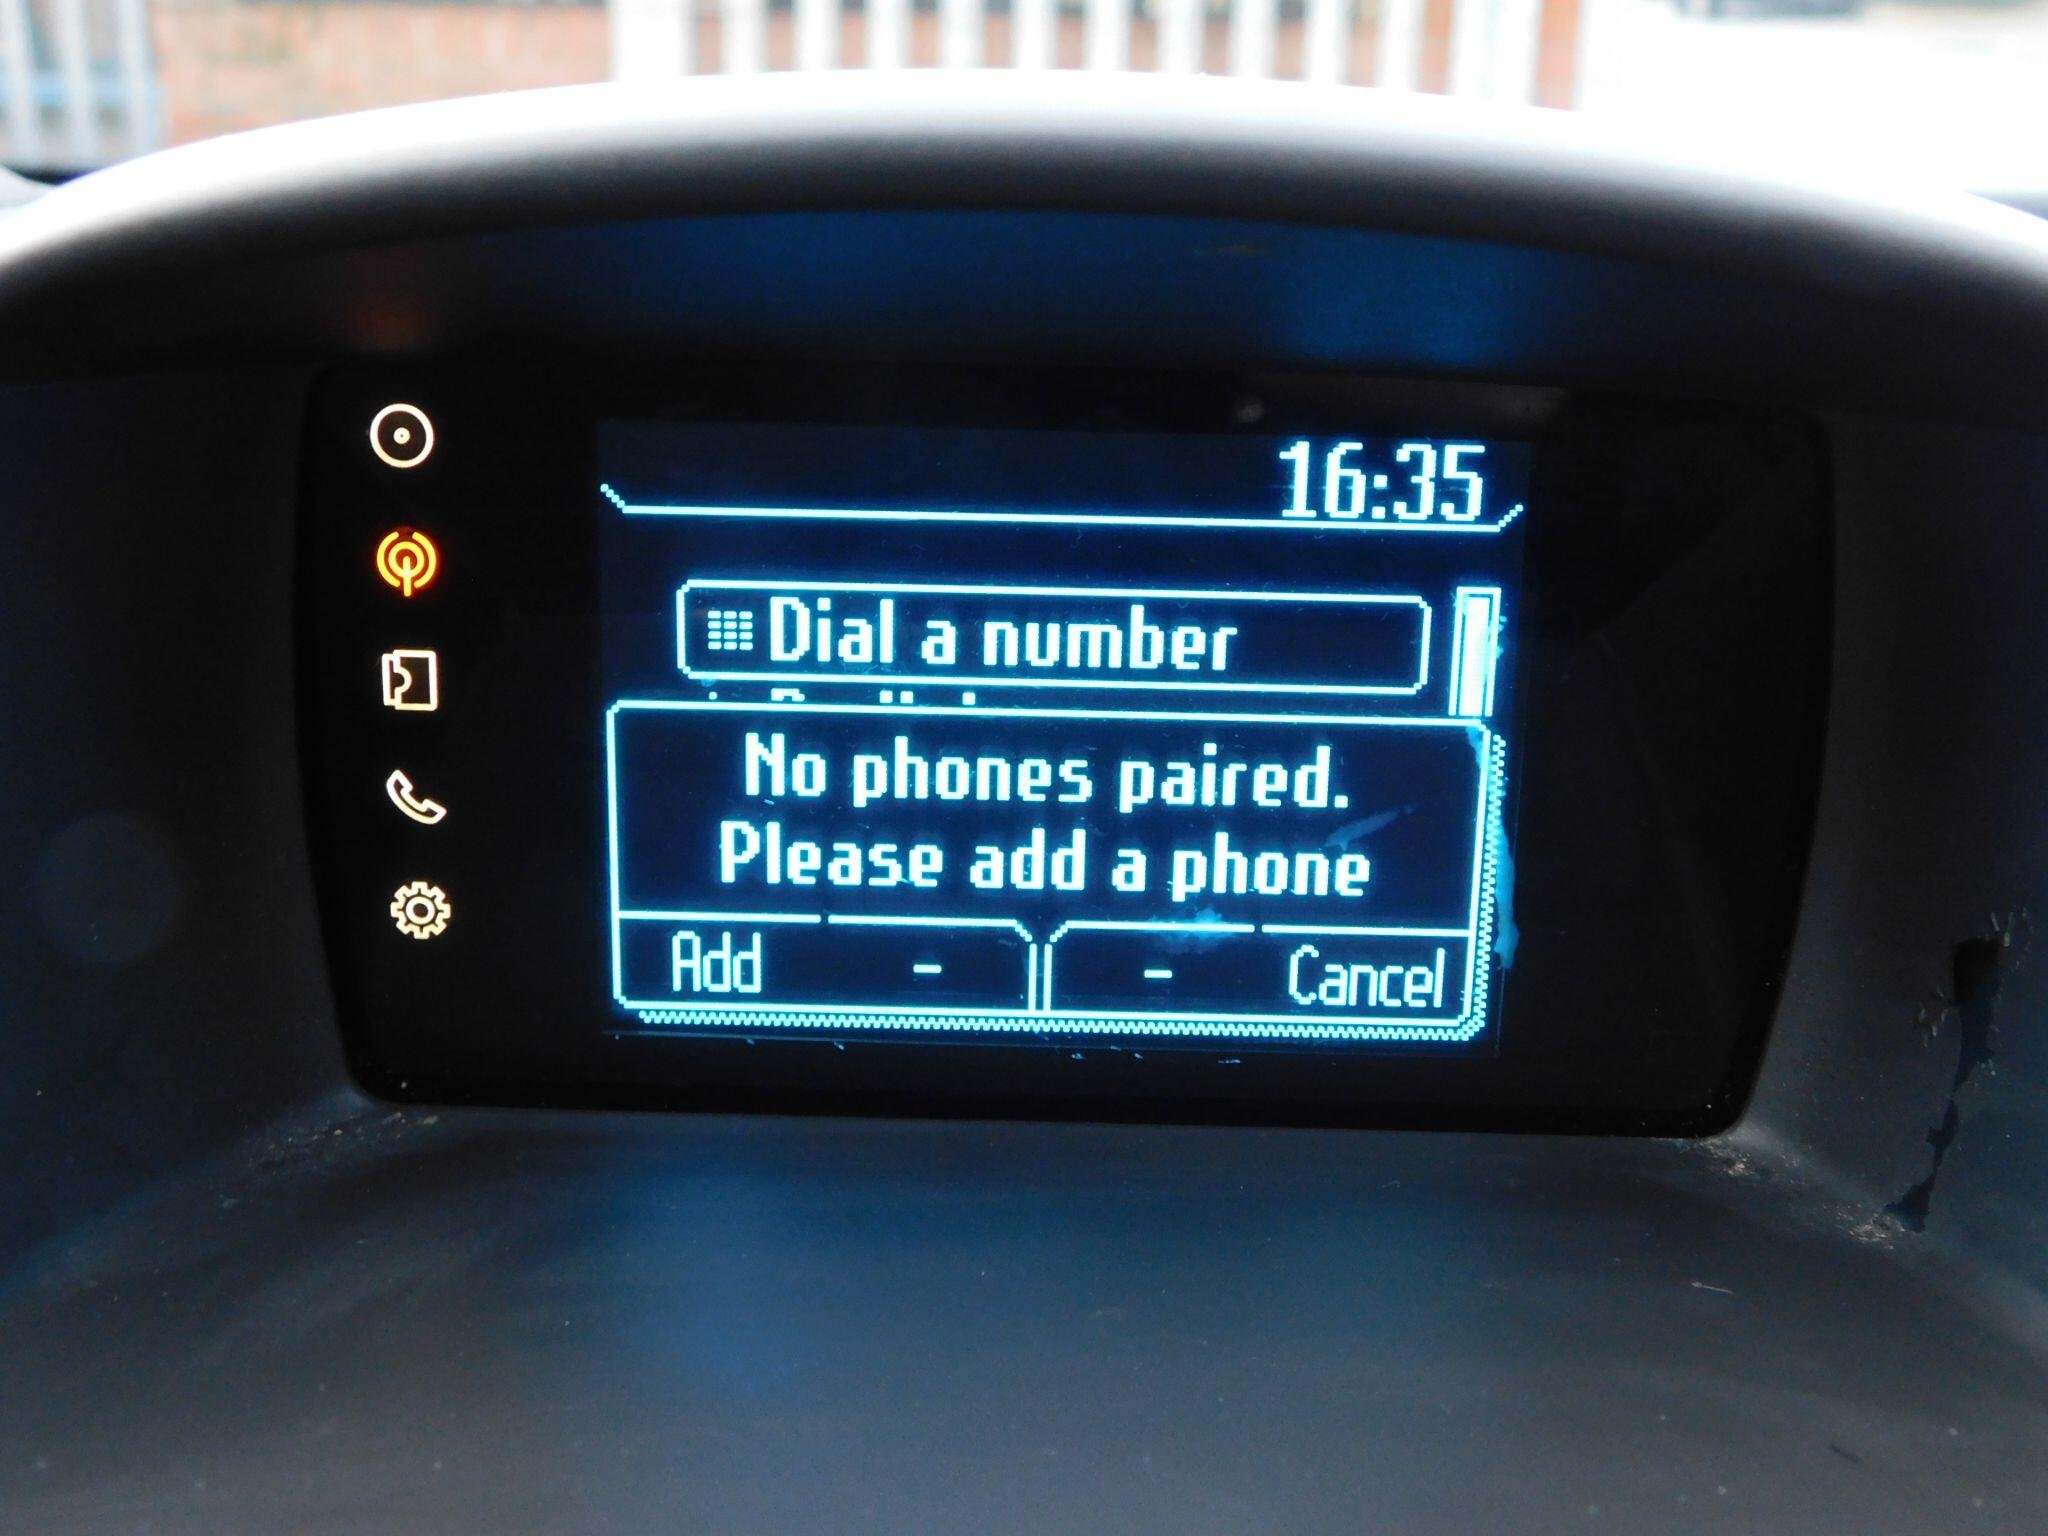 16:35
Dial a number
No phones paired.
Please add a phone
Add - - Cancel